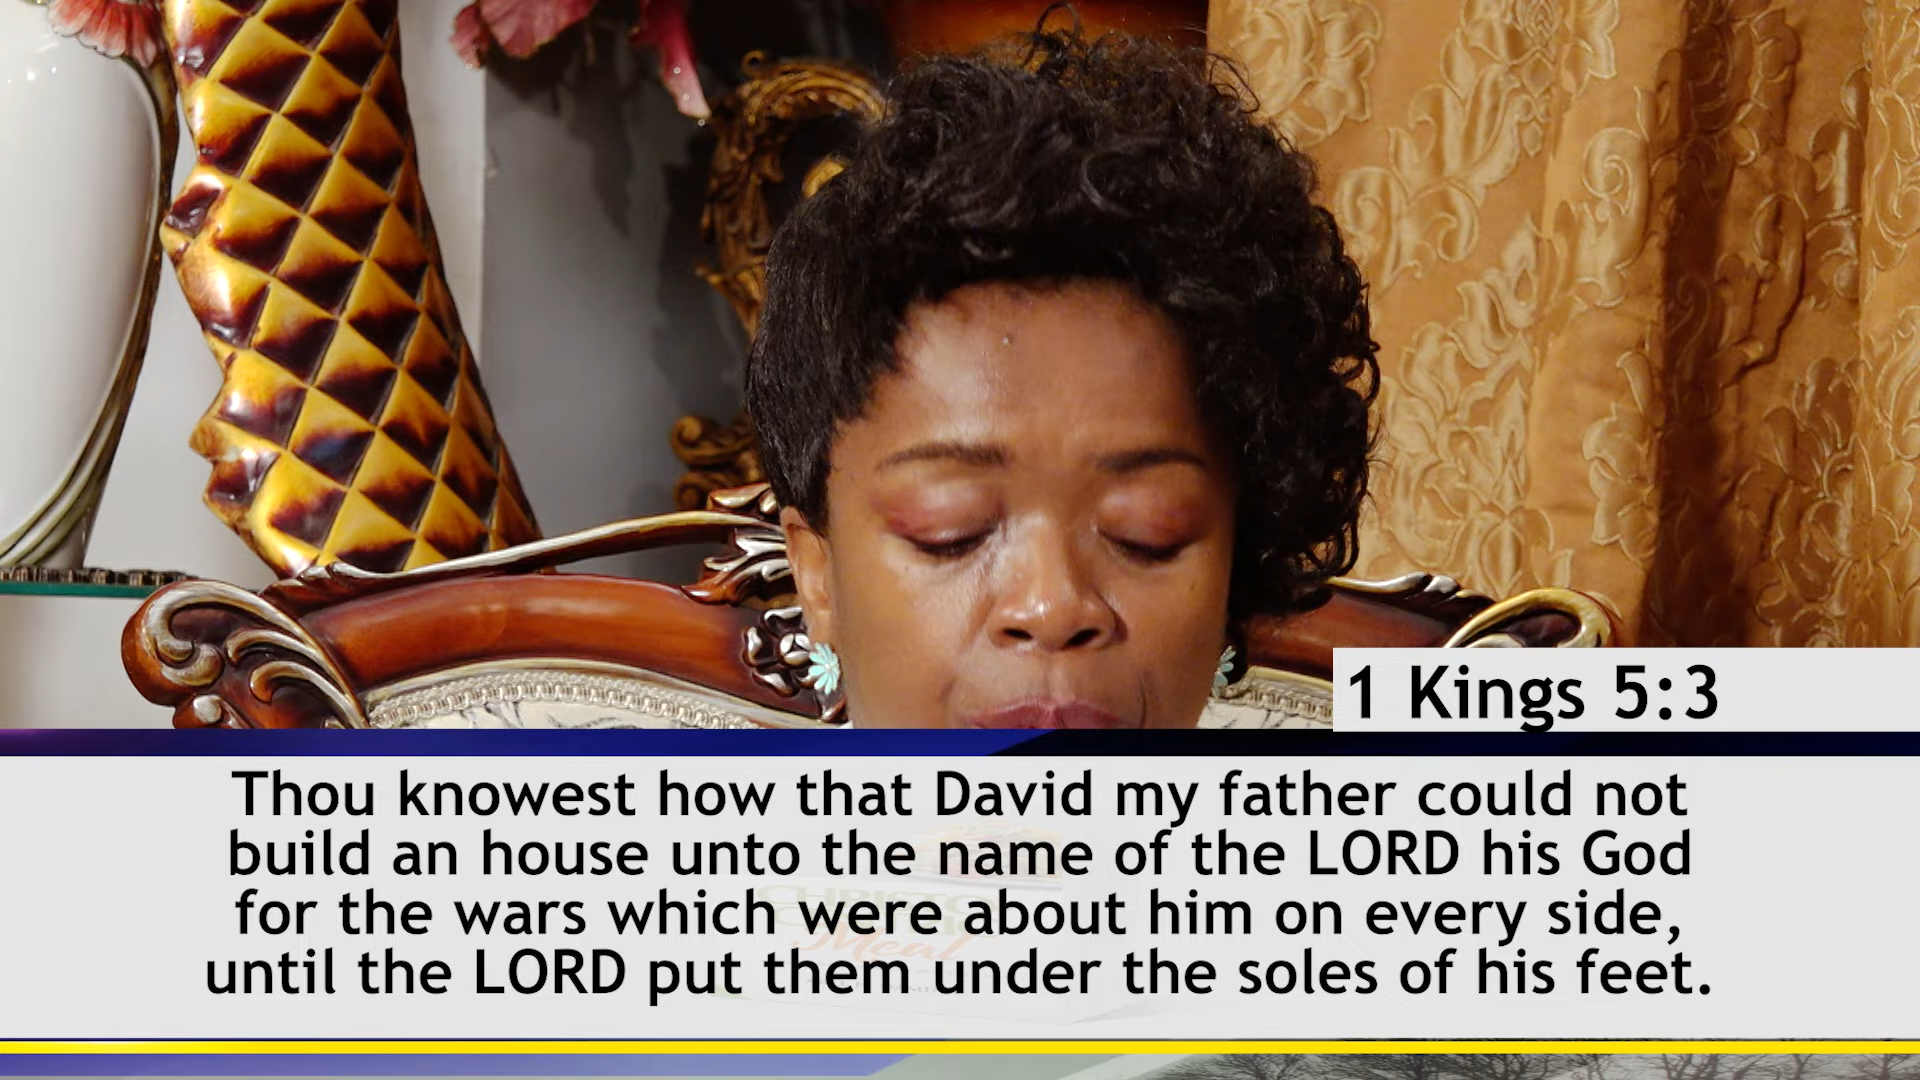 1 Kings 5:3
Thou knowest how that David my father could not
build an house unto the name of the LORD his God
for the wars which were about him on every side,
until the LORD put them under the soles of his feet.